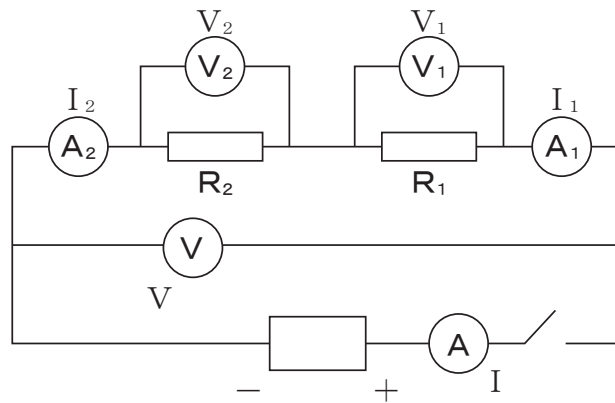 V₂ V₁
V₂ V₁
I₂ I₁
A₂ A₁
R₂ R₁
V
V
A
− + I